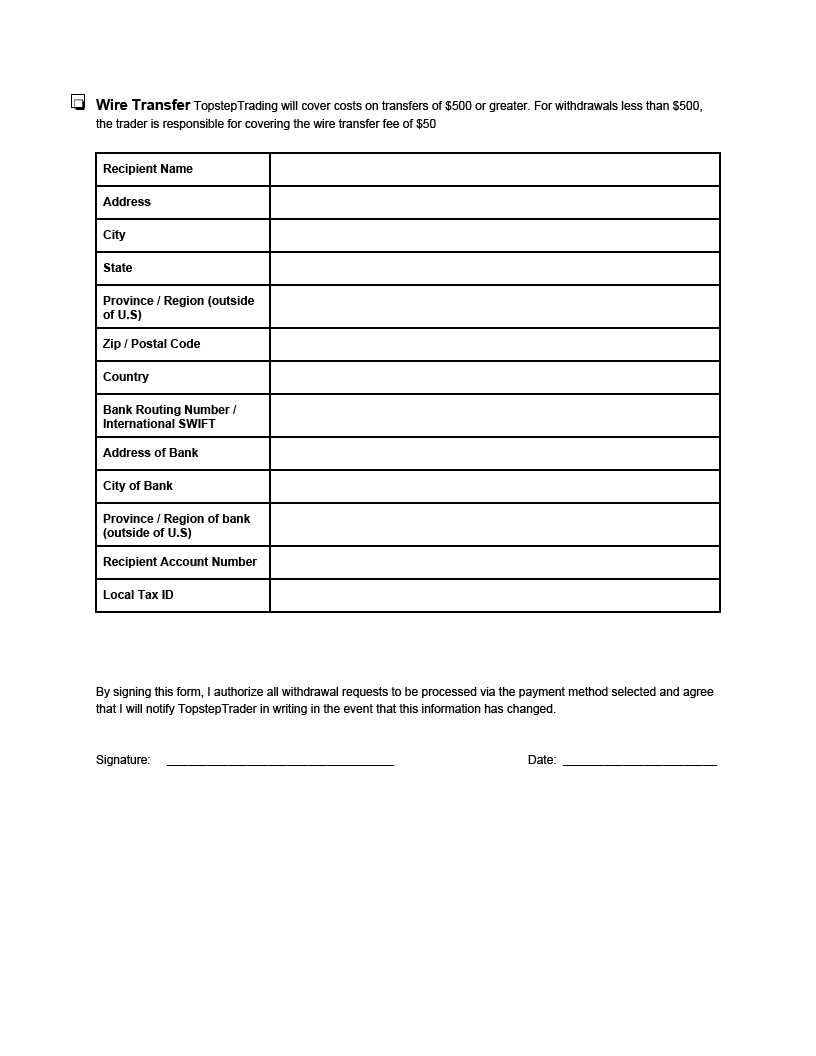 Wire Transfer TopstepTrading will cover costs on transfers of $500 or greater. For withdrawals less than $500,
the trader is responsible for covering the wire transfer fee of $50
Recipient Name
Address
City
State
Province / Region (outside
of U.S)
Zip / Postal Code
Country
Bank Routing Number /
International SWIFT
Address of Bank
City of Bank
Province / Region of bank
(outside of U.S)
Recipient Account Number
Local Tax ID
By signing this form, I authorize all withdrawal requests to be processed via the payment method selected and agree
that I will notify TopstepTrader in writing in the event that this information has changed.
Signature: __________________________________ Date: _______________________